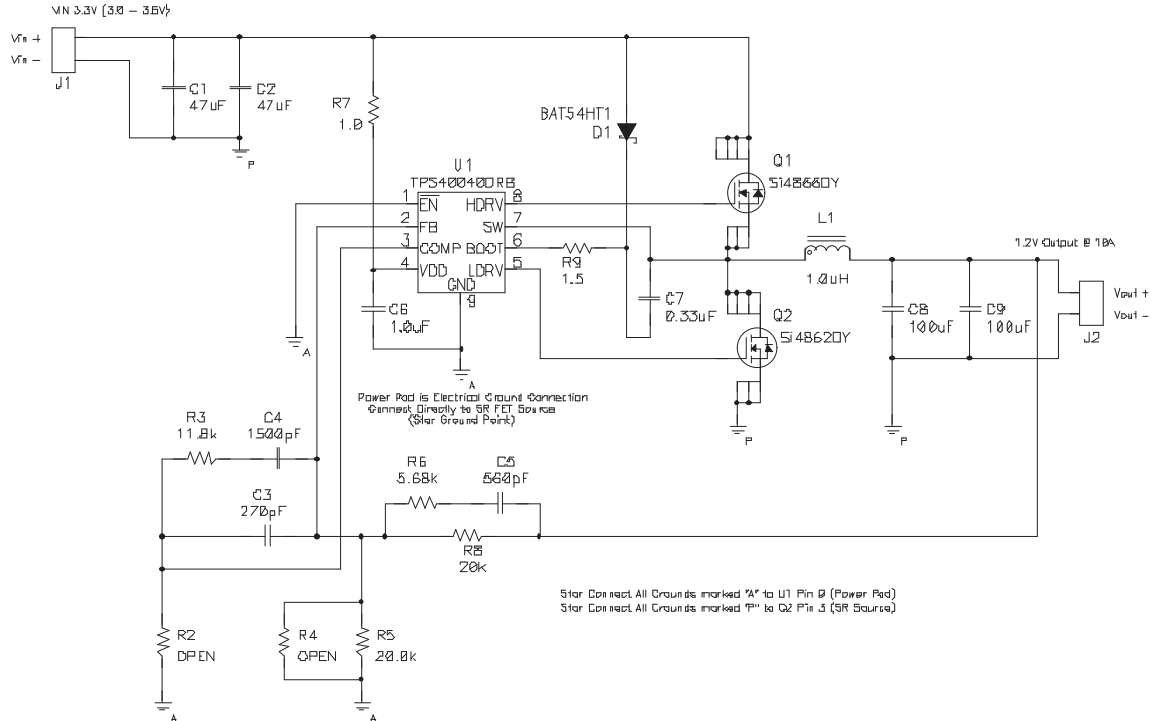 VIN 3.3V (3.0 - 3.6V)
Vin +
Vin -
J1
C1
47uF
C2
47uF
P
R7
1.0
BAT54HT1
D1
U1
TPS40040DRB
1
EN
HDRV
8
2
FB
SW
7
3
COMP
BOOT
6
4
VDD
LDRV
5
GND
9
Q1
Si4866DY
L1
1.0uH
1.2V Output @ 10A
R9
1.5
C7
0.33uF
Q2
Si4862DY
C8
100uF
C9
100uF
Vout +
Vout -
J2
C6
1.0uF
A
A
P
P
Power Pad is Electrical Ground Connection
Connect Directly to SR FET Source
(Star Ground Point)
R3
11.8k
C4
1500pF
C3
270pF
R6
5.68k
C5
560pF
R8
20k
Star Connect All Grounds marked "A" to U1 Pin 9 (Power Pad)
Star Connect All Grounds marked "P" to Q2 Pin 3 (SR Source)
R2
OPEN
R4
OPEN
R5
20.0k
A
A